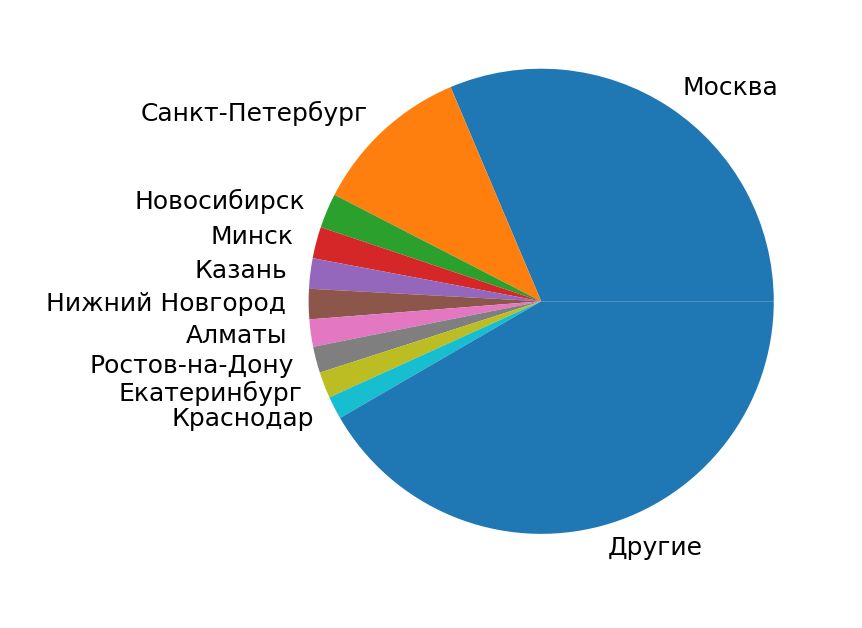 Москва
Санкт-Петербург
Новосибирск
Минск
Казань
Нижний Новгород
Алматы
Ростов-на-Дону
Екатеринбург
Краснодар
Другие